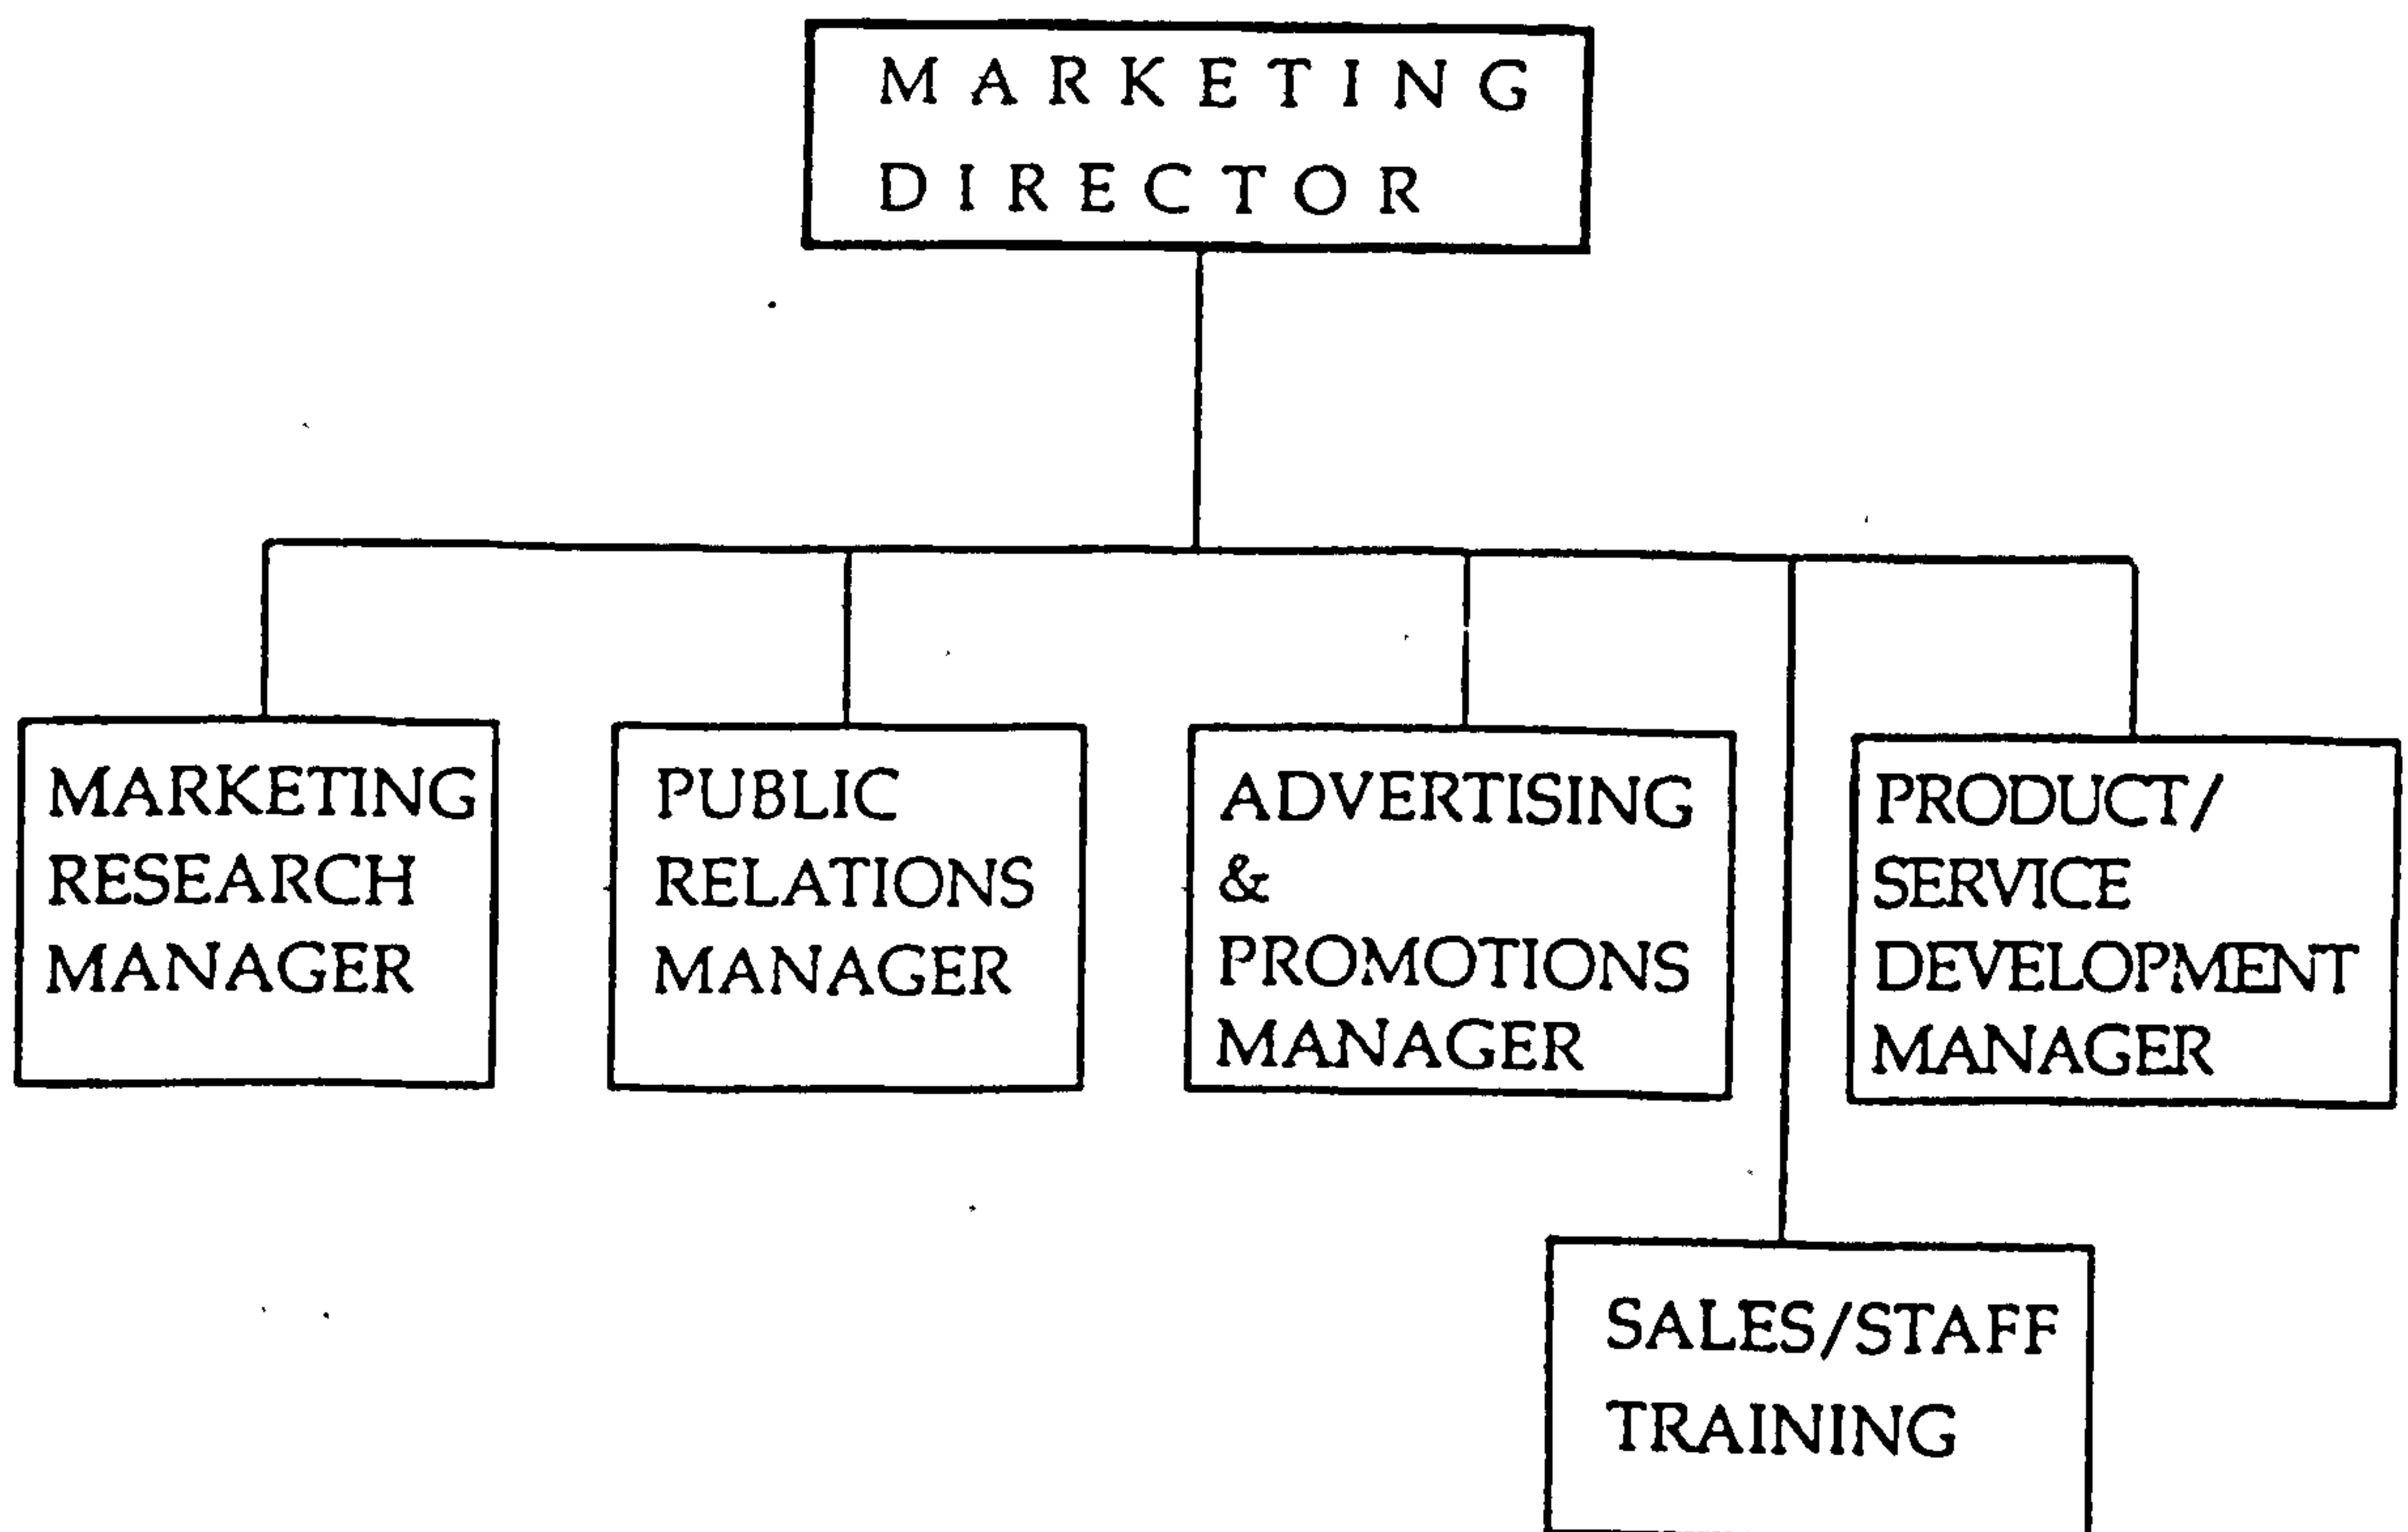 MARKETING
DIRECTOR
MARKETING
RESEARCH
MANAGER
PUBLIC
RELATIONS
MANAGER
ADVERTISING
&
PROMOTIONS
MANAGER
PRODUCT/
SERVICE
DEVELOPMENT
MANAGER
SALES/STAFF
TRAINING